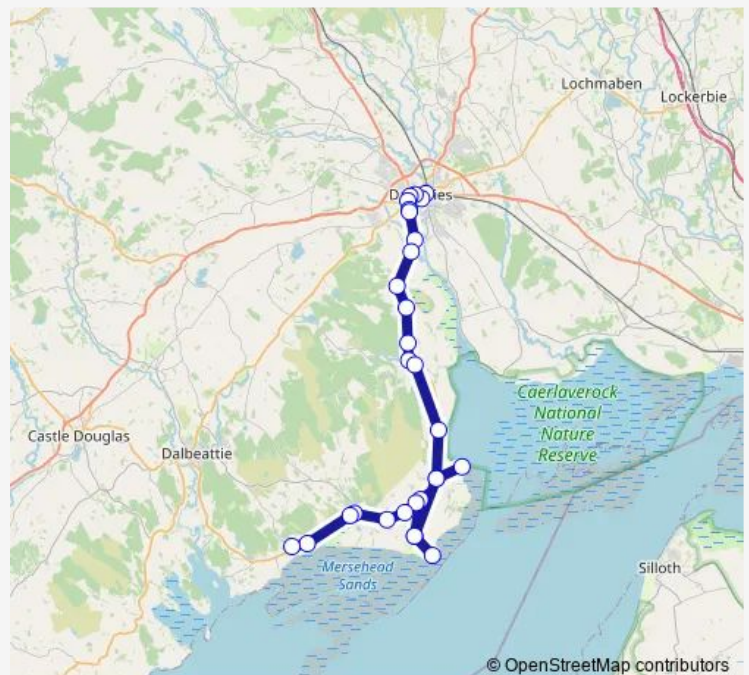 Lochmaben
Lockerbie
Caerlaverock
National
Nature
Reserve
Castle Douglas
Dalbeattie
Mersehead
Sands
Silloth
© OpenStreetMap contributors